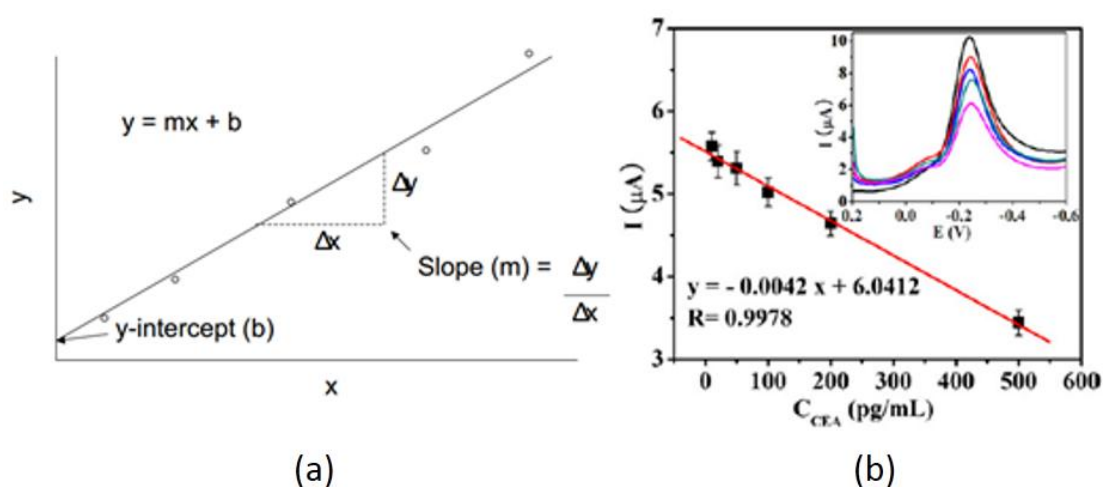 y = mx + b
y
Δy
Δx
Slope (m) = Δy
Δx
y-intercept (b)
x
(a)
7
6
5
4
3
I (μA)
y = - 0.0042 x + 6.0412
R= 0.9978
0 100 200 300 400 500 600
C_CEA (pg/mL)
10
8
6
4
2
0
I (μA)
0.2 0.0 -0.2 -0.4 -0.6
E (V)
(b)